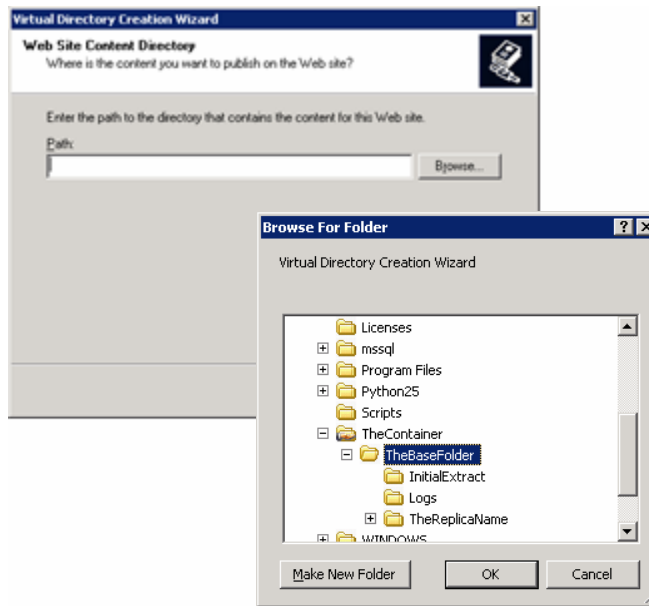 Virtual Directory Creation Wizard
Web Site Content Directory
Where is the content you want to publish on the Web site?
Enter the path to the directory that contains the content for this Web site.
Path:
Browse...
Browse For Folder
Virtual Directory Creation Wizard
Licenses
mssql
Program Files
Python25
Scripts
TheContainer
TheBaseFolder
InitialExtract
Logs
TheReplicaName
WINDOWS
Make New Folder
OK
Cancel